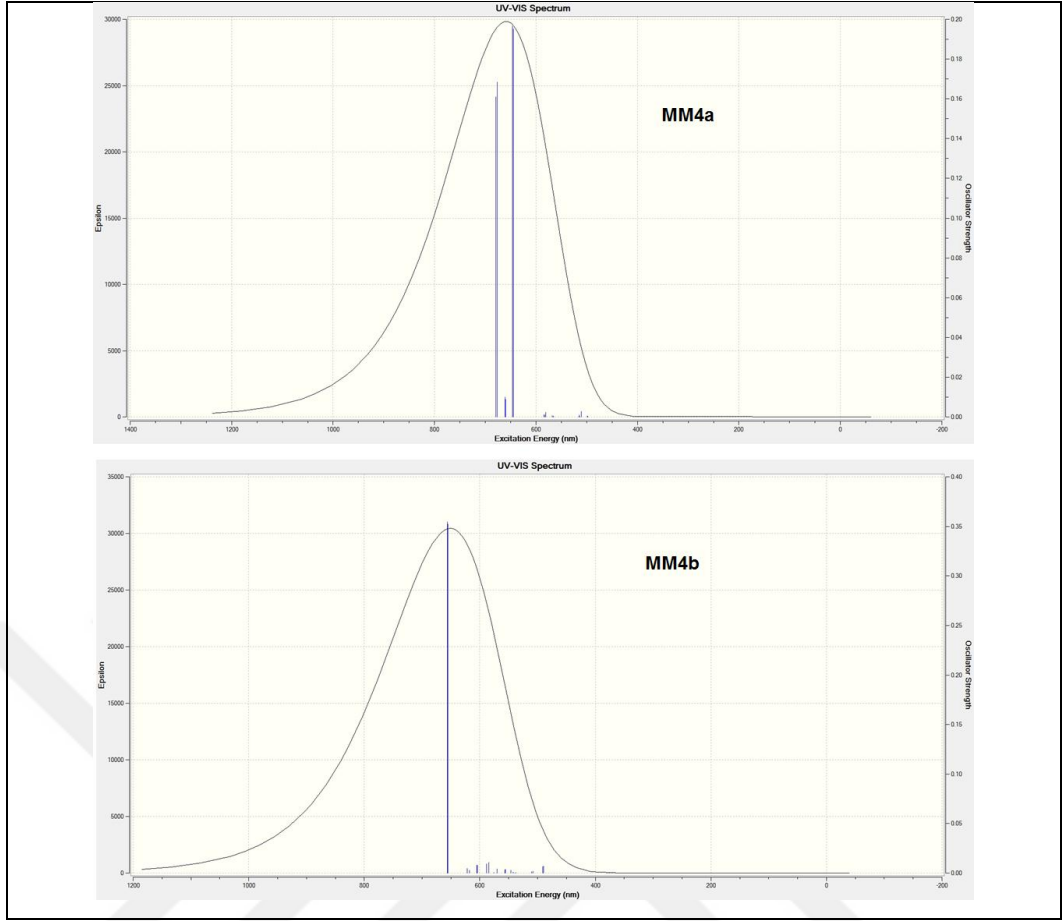 UV-VIS Spectrum
30000
25000
20000
15000
10000
5000
0
Epsilon
MM4a
0.20
0.18
0.16
0.14
0.12
0.10
0.08
0.06
0.04
0.02
0.00
Oscillator Strength
1400 1200 1000 800 600 400 200 0 -200
Excitation Energy (nm)
UV-VIS Spectrum
35000
30000
25000
20000
15000
10000
5000
0
Epsilon
MM4b
0.40
0.35
0.30
0.25
0.20
0.15
0.10
0.05
0.00
Oscillator Strength
1200 1000 800 600 400 200 0 -200
Excitation Energy (nm)